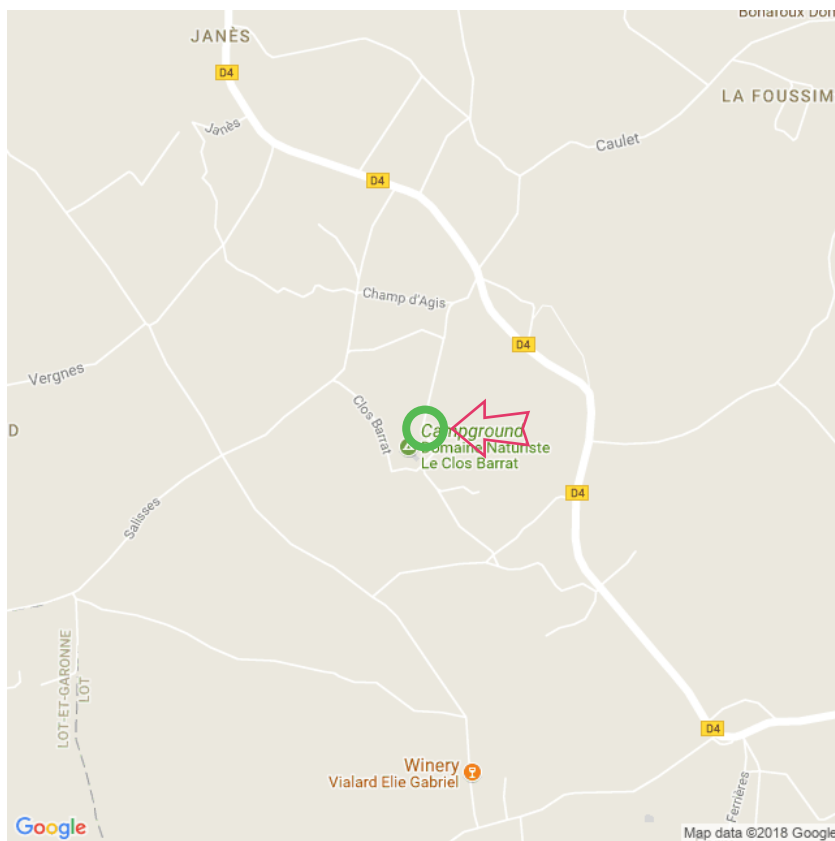 Bonafoux Dom
JANÈS
D4
LA FOUSSIM
Janès
Caulet
D4
Champ d'Agis
D4
Vergnes
Clos Barrat
D
Campground
Domaine Naturiste
Le Clos Barrat
D4
Salisses
LOT-ET-GARONNE
LOT
D4
Winery
Vialard Elie Gabriel
Ferrières
Google
Map data ©2018 Google